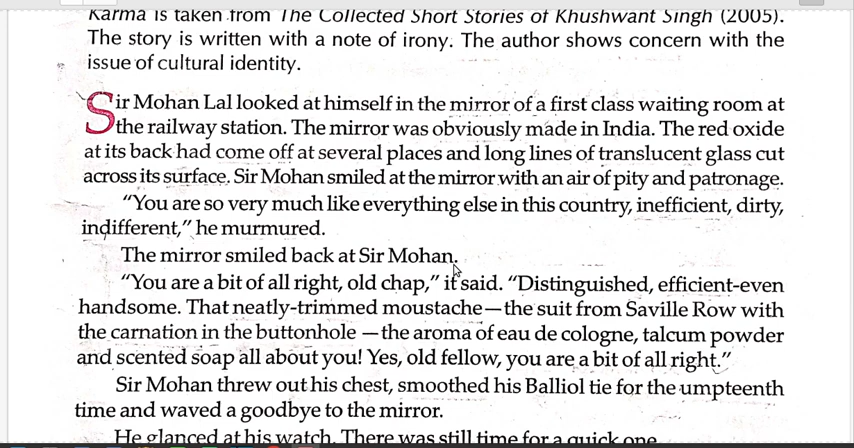 Karma is taken from The Collected Short Stories of Khushwant Singh (2005).
The story is written with a note of irony. The author shows concern with the
issue of cultural identity.
Sir Mohan Lal looked at himself in the mirror of a first class waiting room at
the railway station. The mirror was obviously made in India. The red oxide
at its back had come off at several places and long lines of translucent glass cut
across its surface. Sir Mohan smiled at the mirror with an air of pity and patronage.
“You are so very much like everything else in this country, inefficient, dirty,
indifferent,” he murmured.
The mirror smiled back at Sir Mohan.
“You are a bit of all right, old chap,” it said. “Distinguished, efficient-even
handsome. That neatly-trimmed moustache—the suit from Saville Row with
the carnation in the buttonhole —the aroma of eau de cologne, talcum powder
and scented soap all about you! Yes, old fellow, you are a bit of all right.”
Sir Mohan threw out his chest, smoothed his Balliol tie for the umpteenth
time and waved a goodbye to the mirror.
He glanced at his watch. There was still time for a quick one.